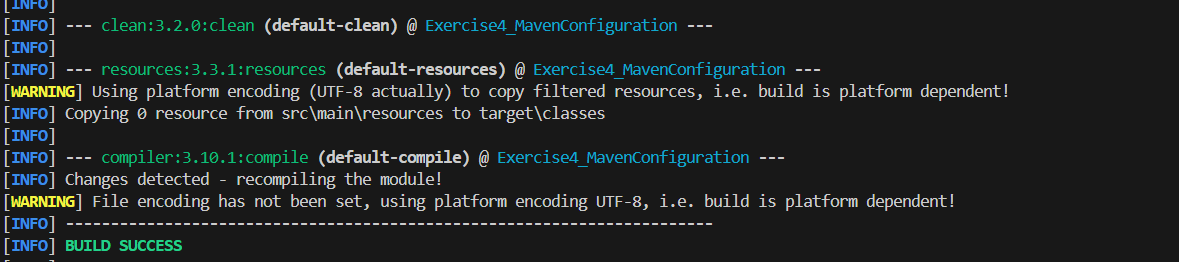 [INFO]
[INFO] --- clean:3.2.0:clean (default-clean) @ Exercise4_MavenConfiguration ---
[INFO]
[INFO] --- resources:3.3.1:resources (default-resources) @ Exercise4_MavenConfiguration ---
[WARNING] Using platform encoding (UTF-8 actually) to copy filtered resources, i.e. build is platform dependent!
[INFO] Copying 0 resource from src\main\resources to target\classes
[INFO]
[INFO] --- compiler:3.10.1:compile (default-compile) @ Exercise4_MavenConfiguration ---
[INFO] Changes detected - recompiling the module!
[WARNING] File encoding has not been set, using platform encoding UTF-8, i.e. build is platform dependent!
[INFO] ------------------------------------------------------------------------
[INFO] BUILD SUCCESS